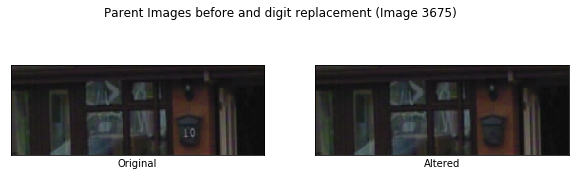 Parent Images before and digit replacement (Image 3675)
10
Original
Altered